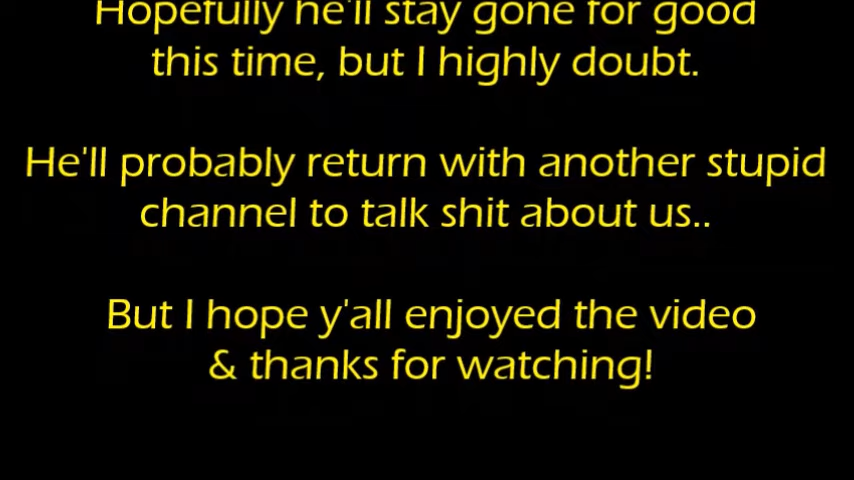 Hopefully he'll stay gone for good
this time, but I highly doubt.
He'll probably return with another stupid
channel to talk shit about us..
But I hope y'all enjoyed the video
& thanks for watching!